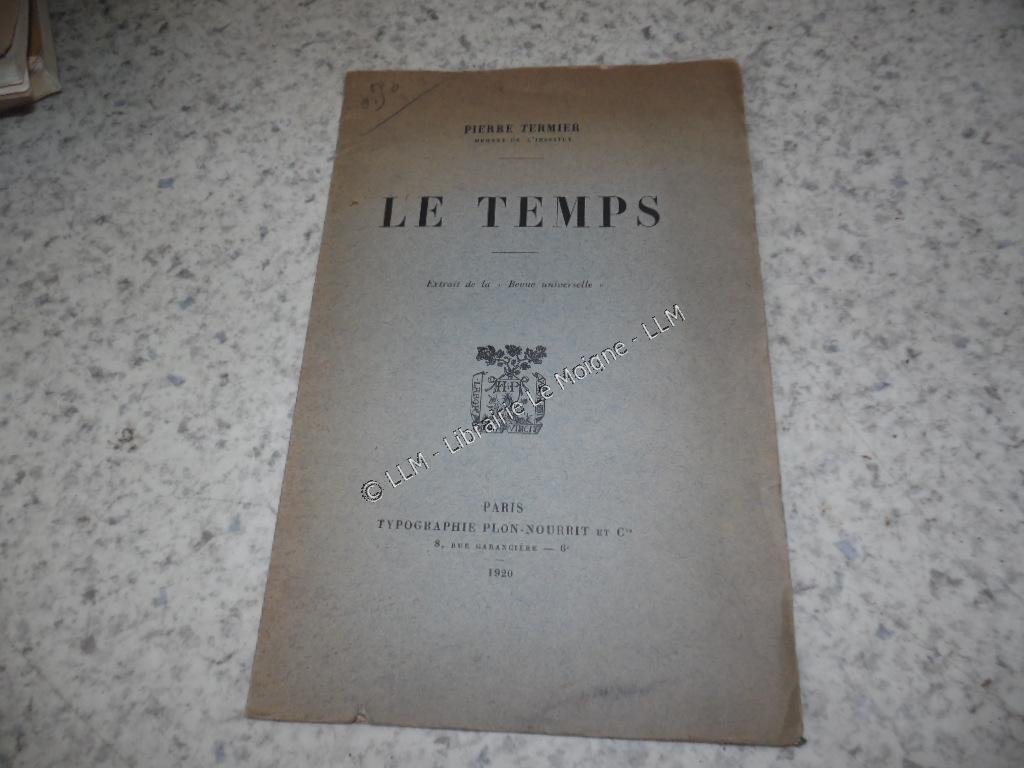 PIERRE TERMIER
MEMBRE DE L'INSTITUT
LE TEMPS
Extrait de la « Revue universelle »
H·P
© LLM - Librairie Le Moigne - LLM
PARIS
TYPOGRAPHIE PLON-NOURRIT ET Cie
8, RUE GARANCIÈRE — 6e
1920